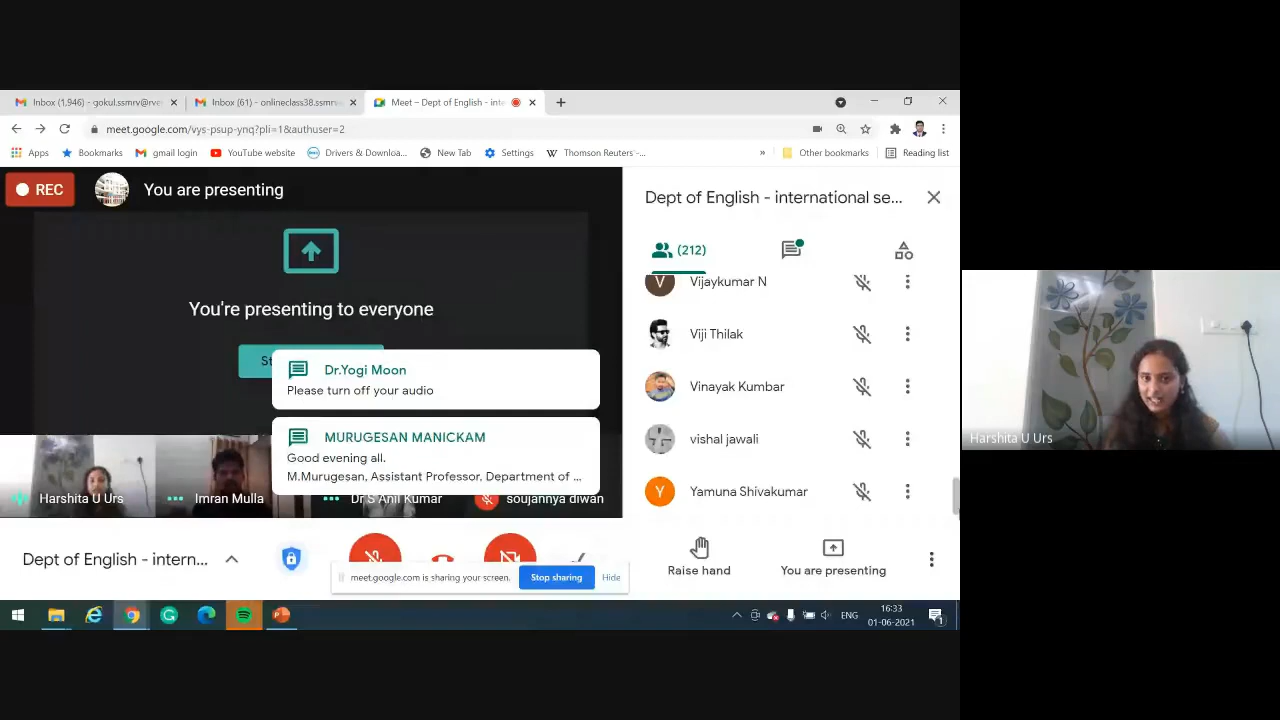 Inbox (1,946) - gokul.ssmrv@rve
Inbox (61) - onlineclass38.ssmrv
Meet – Dept of English - inte
meet.google.com/vys-psup-ynq?pli=1&authuser=2
Apps
Bookmarks
gmail login
YouTube website
Drivers & Downloa...
New Tab
Settings
Thomson Reuters -...
»
Other bookmarks
Reading list
REC
You are presenting
Dept of English - international se...
(212)
You're presenting to everyone
St
Dr.Yogi Moon
Please turn off your audio
MURUGESAN MANICKAM
Good evening all.
M.Murugesan, Assistant Professor, Department of ...
Harshita U Urs
Imran Mulla
Dr S Anil Kumar
soujannya diwan
V
Vijaykumar N
Viji Thilak
Vinayak Kumbar
vishal jawali
Y
Yamuna Shivakumar
Harshita U Urs
Dept of English - intern...
meet.google.com is sharing your screen.
Stop sharing
Hide
Raise hand
You are presenting
ENG
16:33
01-06-2021
1